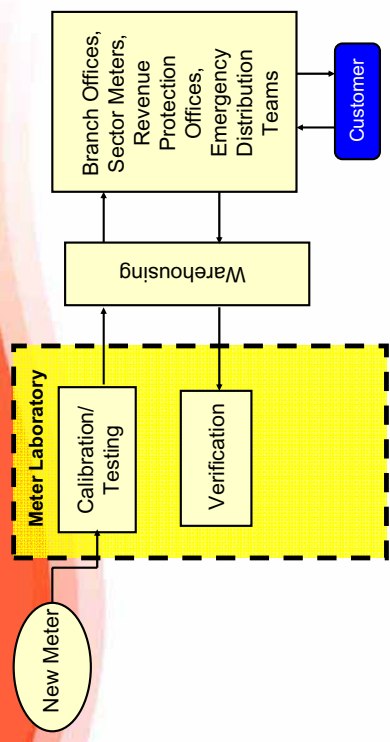 New Meter
Meter Laboratory
Calibration/
Testing
Verification
Warehousing
Branch Offices,
Sector Meters,
Revenue
Protection
Offices,
Emergency
Distribution
Teams
Customer